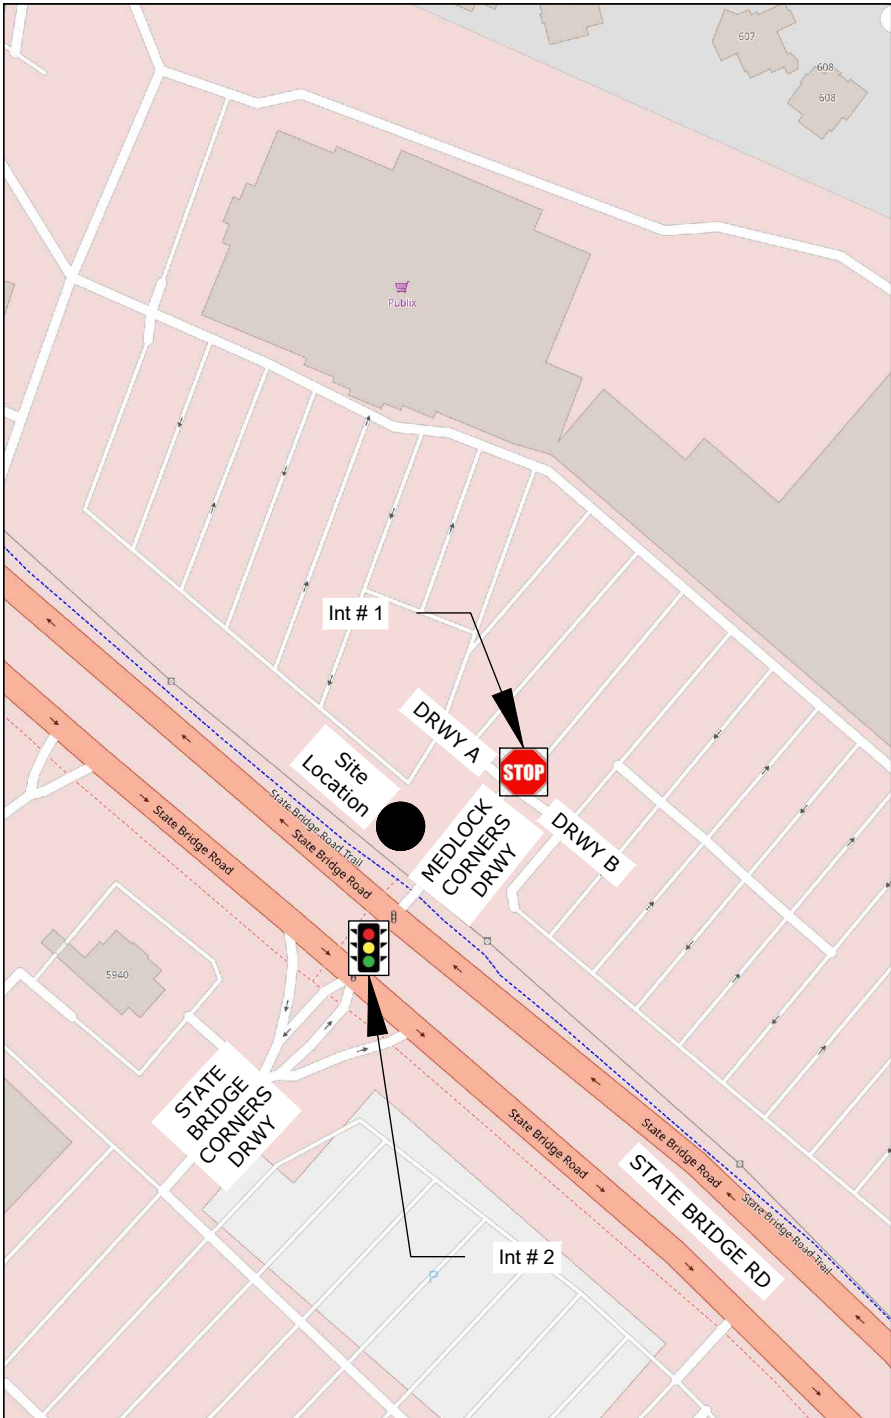 607
608
608
Publix
Int # 1
DRWY A
STOP
Site
Location
MEDLOCK
CORNERS
DRWY
DRWY B
State Bridge Road Trail
State Bridge Road
State Bridge Road
5940
STATE
BRIDGE
CORNERS
DRWY
State Bridge Road
State Bridge Road
STATE BRIDGE RD
State Bridge Road Trail
Int # 2
P